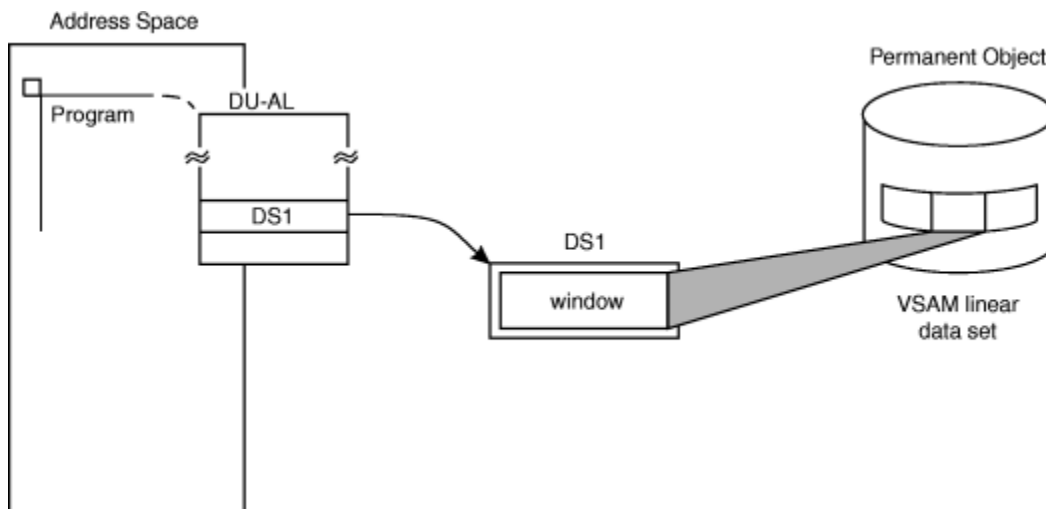 Address Space
Program
DU-AL
DS1
DS1
window
Permanent Object
VSAM linear
data set